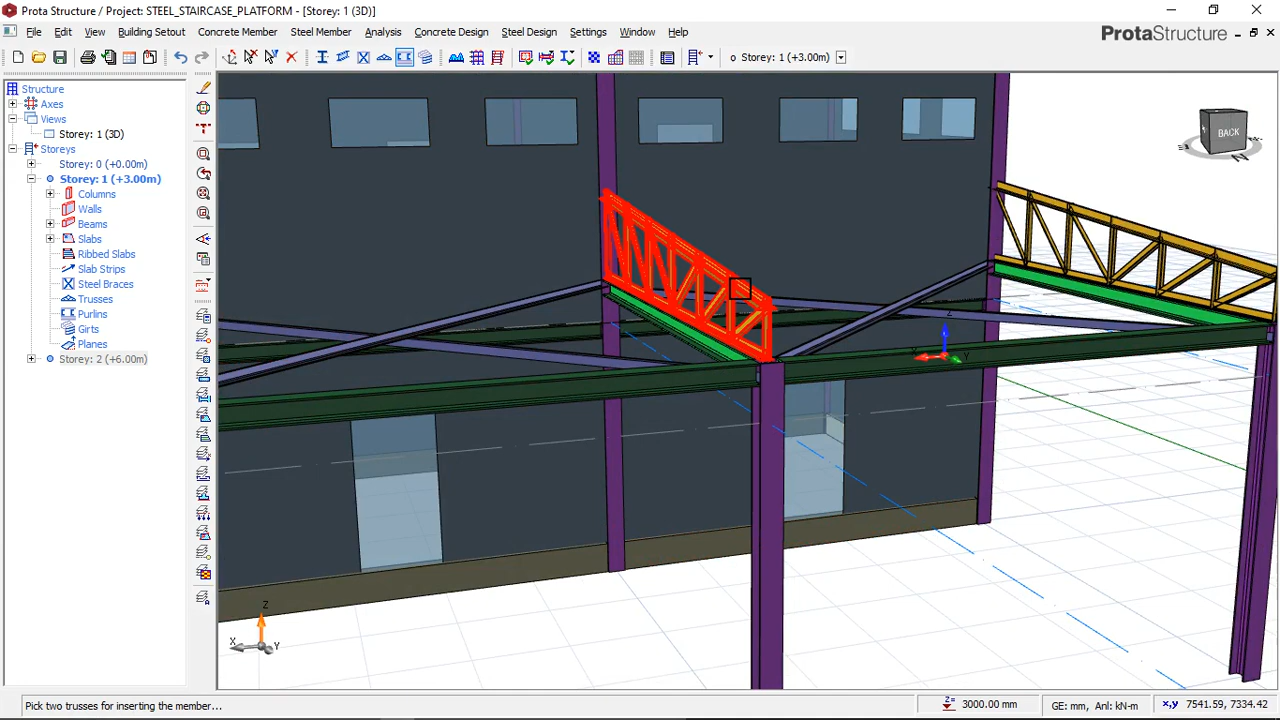 Prota Structure / Project: STEEL_STAIRCASE_PLATFORM - [Storey: 1 (3D)]
File Edit View Building Setout Concrete Member Steel Member Analysis Concrete Design Steel Design Settings Window Help
ProtaStructure
o Storey: 1 (+3.00m)
Structure
Axes
Views
Storey: 1 (3D)
Storeys
Storey: 0 (+0.00m)
Storey: 1 (+3.00m)
Columns
Walls
Beams
Slabs
Ribbed Slabs
Slab Strips
Steel Braces
Trusses
Purlins
Girts
Planes
Storey: 2 (+6.00m)
BACK
Z
Y
Z
X
Y
Pick two trusses for inserting the member...
Z= 3000.00 mm
GE: mm, Anl: kN-m
x,y 7541.59, 7334.42